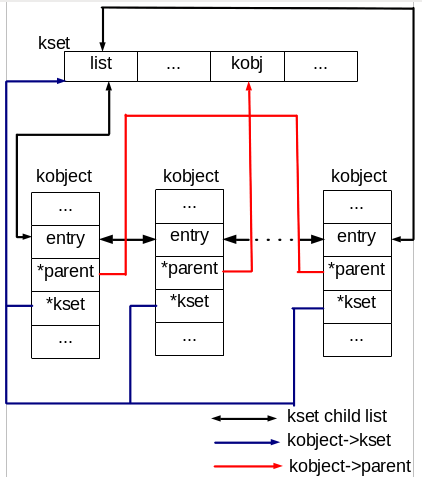 kset
list ... kobj ...
kobject kobject kobject
... ... ...
entry entry entry
*parent *parent *parent
*kset *kset *kset
... ... ...
kset child list
kobject->kset
kobject->parent